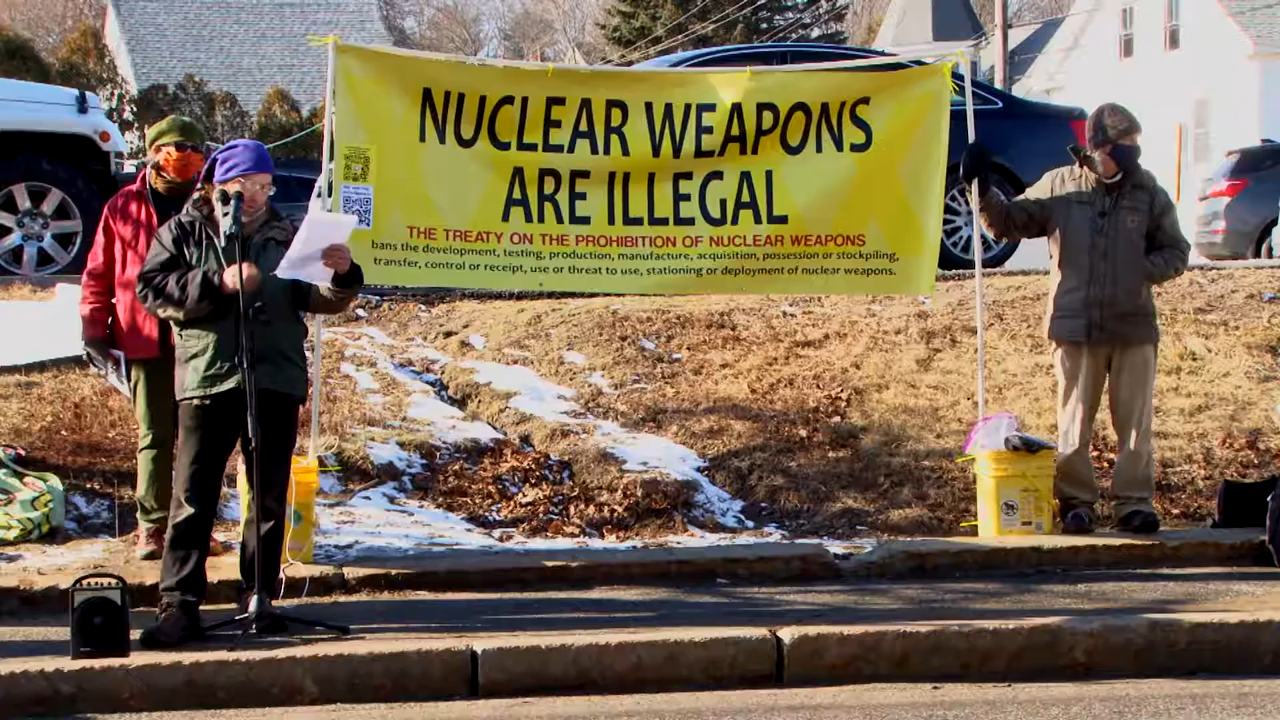 NUCLEAR WEAPONS
ARE ILLEGAL
THE TREATY ON THE PROHIBITION OF NUCLEAR WEAPONS
bans the development, testing, production, manufacture, acquisition, possession or stockpiling,
transfer, control or receipt, use or threat to use, stationing or deployment of nuclear weapons.